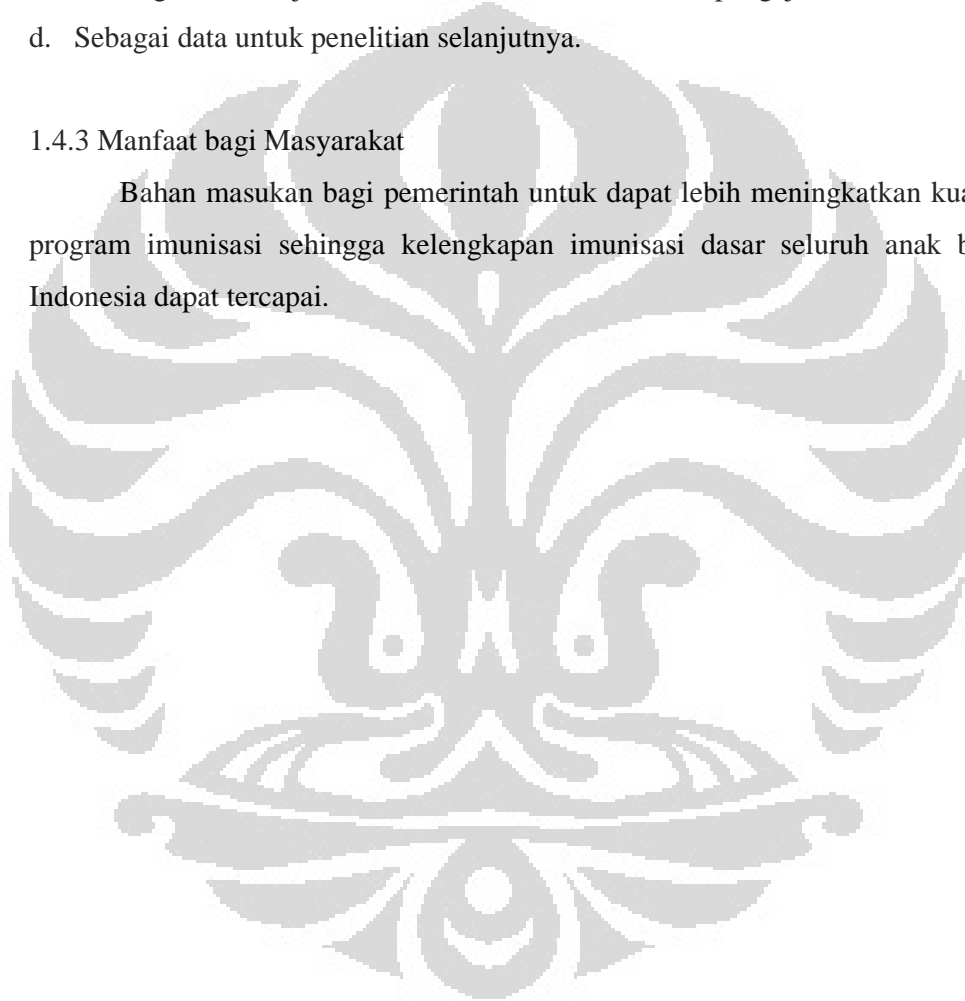 d. Sebagai data untuk penelitian selanjutnya.
1.4.3 Manfaat bagi Masyarakat
Bahan masukan bagi pemerintah untuk dapat lebih meningkatkan
program imunisasi sehingga kelengkapan imunisasi dasar seluruh anak
Indonesia dapat tercapai.